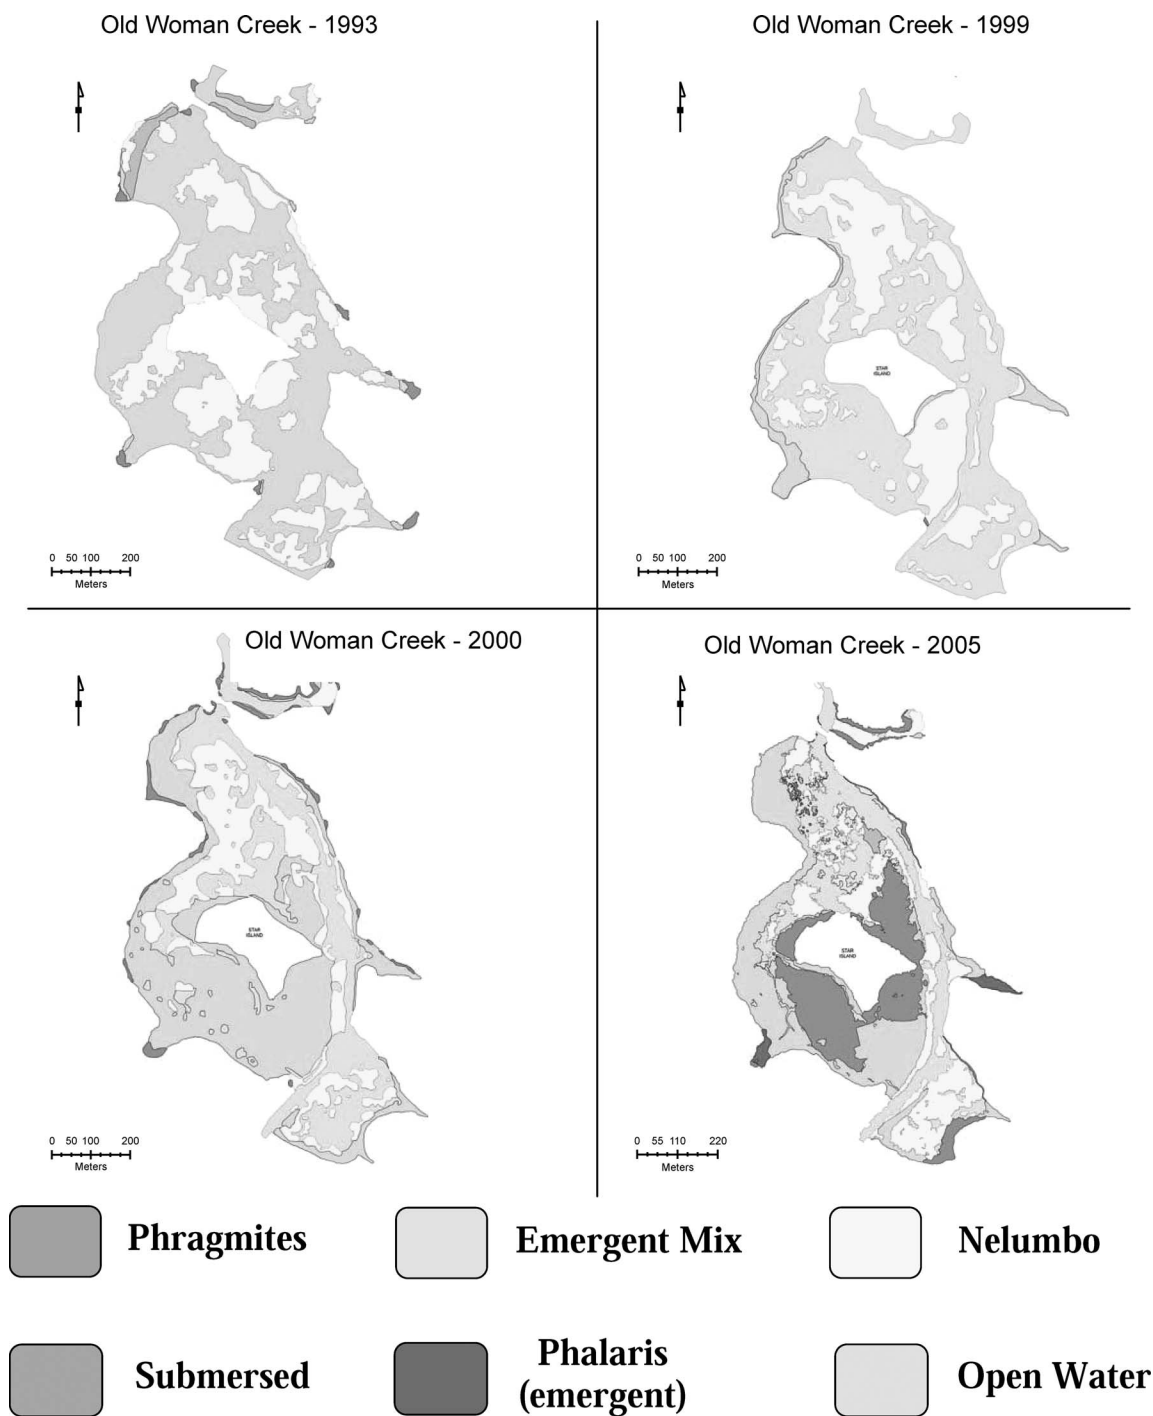 Old Woman Creek - 1993
Old Woman Creek - 1999
STAR
ISLAND
0 50 100 200
Meters
0 50 100 200
Meters
Old Woman Creek - 2000
Old Woman Creek - 2005
STAR
ISLAND
STAR
ISLAND
0 50 100 200
Meters
0 55 110 220
Meters
Phragmites
Emergent Mix
Nelumbo
Submersed
Phalaris
(emergent)
Open Water